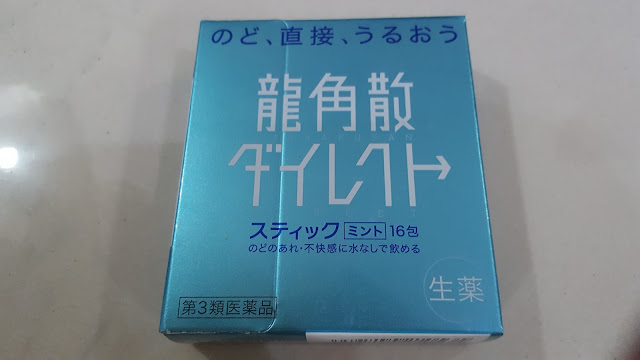 のど、直接、うるおう
龍角散
ダイレクト
スティック ミント 16包
のどのあれ・不快感に水なしで飲める
生薬
第3類医薬品